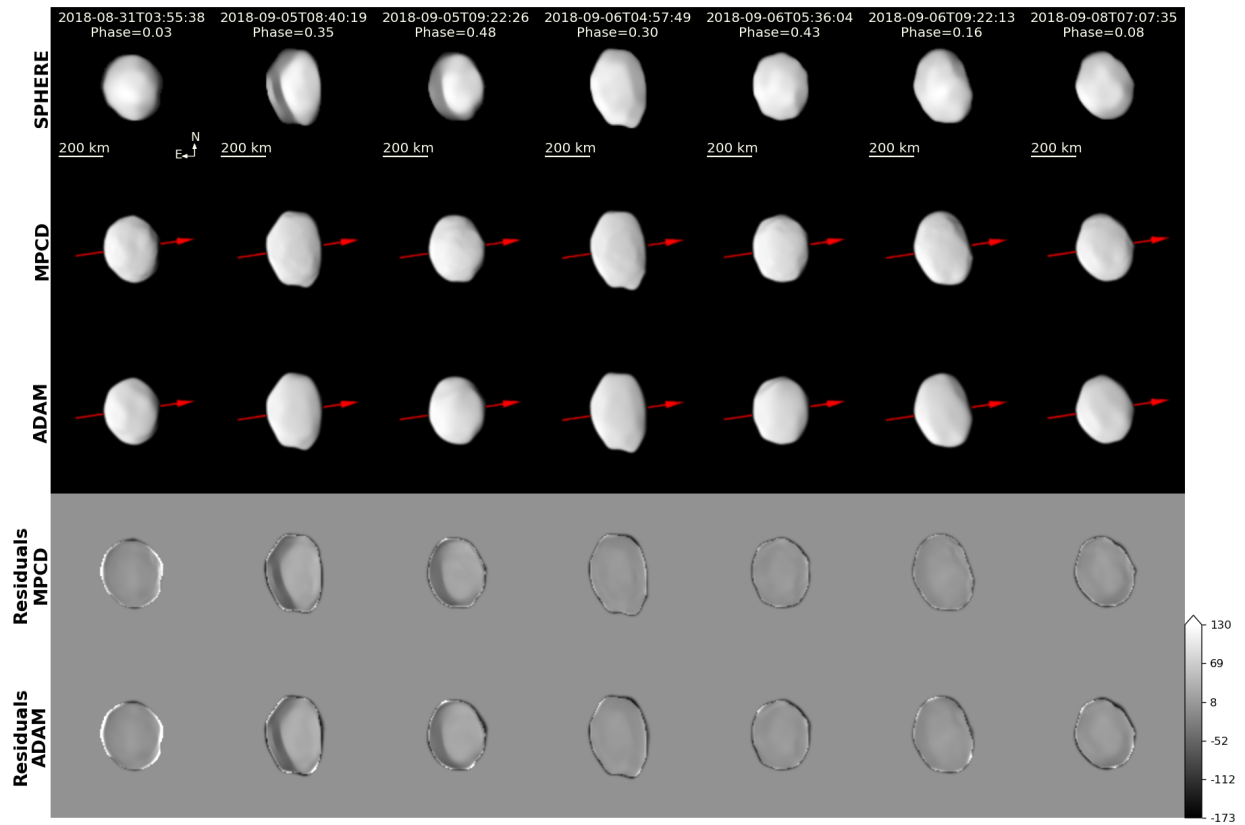 2018-08-31T03:55:38 2018-09-05T08:40:19 2018-09-05T09:22:26 2018-09-06T04:57:49 2018-09-06T05:36:04 2018-09-06T09:22:13 2018-09-08T07:07:35
Phase=0.03 Phase=0.35 Phase=0.48 Phase=0.30 Phase=0.43 Phase=0.16 Phase=0.08
SPHERE
N
E
200 km 200 km 200 km 200 km 200 km 200 km 200 km
MPCD
ADAM
Residuals
MPCD
Residuals
ADAM
130
69
8
-52
-112
-173